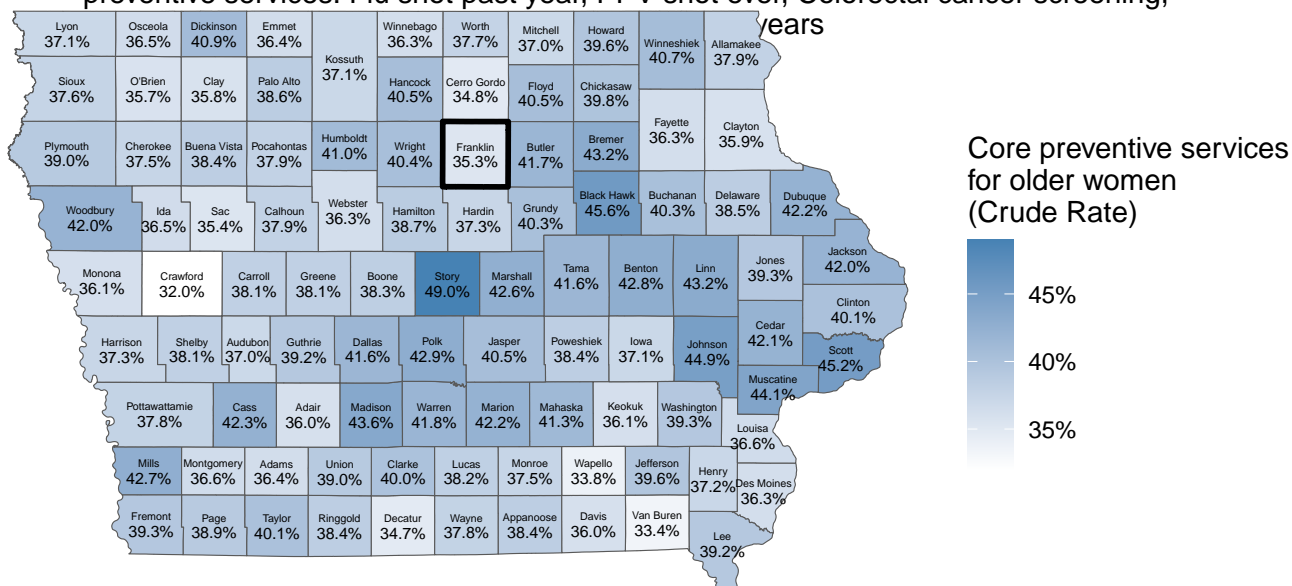 preventive services: Flu shot past year, PPV shot ever, Colorectal cancer screening,
years
Lyon Osceola Dickinson Emmet Winnebago Worth Mitchell Howard
37.1% 36.5% 40.9% 36.4% 36.3% 37.7% 37.0% 39.6%
Kossuth Winneshiek Allamakee
37.1% 40.7% 37.9%
Sioux O'Brien Clay Palo Alto Hancock Cerro Gordo Floyd Chickasaw
37.6% 35.7% 35.8% 38.6% 40.5% 34.8% 40.5% 39.8%
Fayette Clayton
36.3% 35.9%
Plymouth Cherokee Buena Vista Pocahontas Humboldt Wright Franklin Butler Bremer
39.0% 37.5% 38.4% 37.9% 41.0% 40.4% 35.3% 41.7% 43.2%
Woodbury Ida Sac Calhoun Webster Hamilton Hardin Grundy Black Hawk Buchanan Delaware Dubuque
42.0% 36.5% 35.4% 37.9% 36.3% 38.7% 37.3% 40.3% 45.6% 40.3% 38.5% 42.2%
Monona Crawford Carroll Greene Boone Story Marshall Tama Benton Linn Jones Jackson
36.1% 32.0% 38.1% 38.1% 38.3% 49.0% 42.6% 41.6% 42.8% 43.2% 39.3% 42.0%
Clinton
40.1%
Harrison Shelby Audubon Guthrie Dallas Polk Jasper Poweshiek Iowa Johnson Cedar Scott
37.3% 38.1% 37.0% 39.2% 41.6% 42.9% 40.5% 38.4% 37.1% 44.9% 42.1% 45.2%
Muscatine
44.1%
Pottawattamie Cass Adair Madison Warren Marion Mahaska Keokuk Washington Louisa
37.8% 42.3% 36.0% 43.6% 41.8% 42.2% 41.3% 36.1% 39.3% 36.6%
Mills Montgomery Adams Union Clarke Lucas Monroe Wapello Jefferson Henry Des Moines
42.7% 36.6% 36.4% 39.0% 40.0% 38.2% 37.5% 33.8% 39.6% 37.2% 36.3%
Fremont Page Taylor Ringgold Decatur Wayne Appanoose Davis Van Buren Lee
39.3% 38.9% 40.1% 38.4% 34.7% 37.8% 38.4% 36.0% 33.4% 39.2%
Core preventive services
for older women
(Crude Rate)
45%
40%
35%